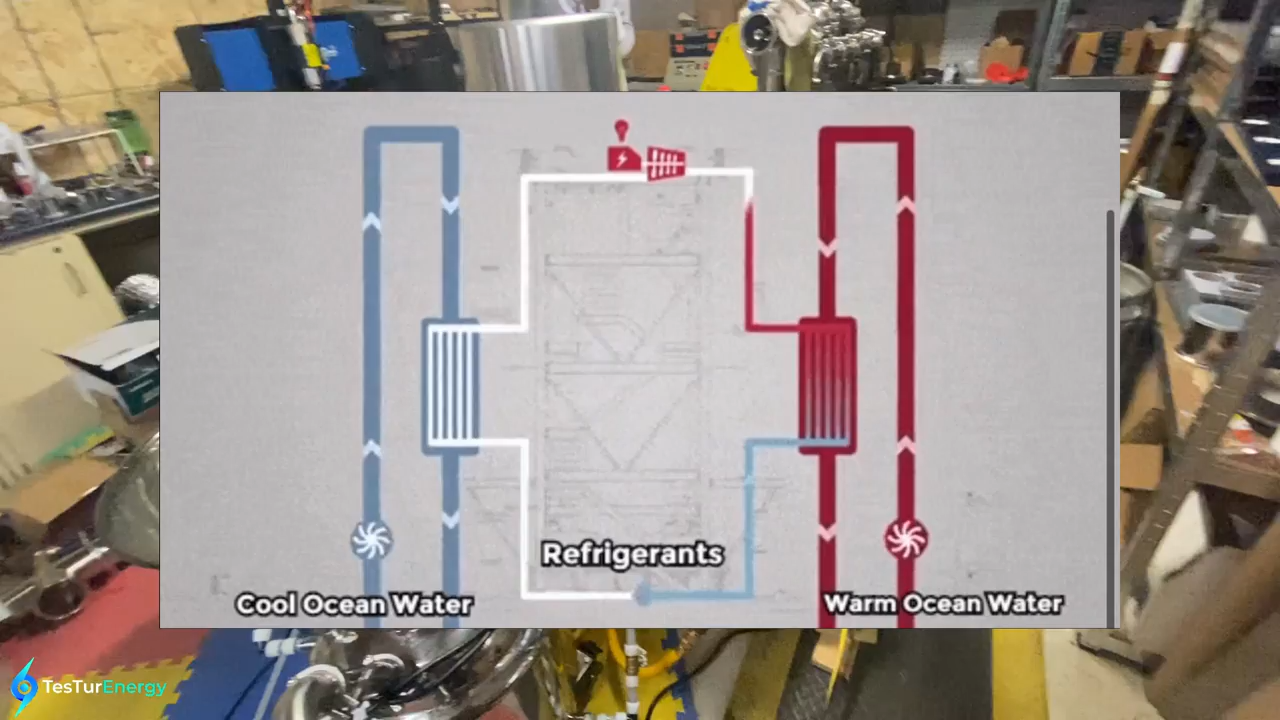 Refrigerants
Cool Ocean Water
Warm Ocean Water
TesTurEnergy